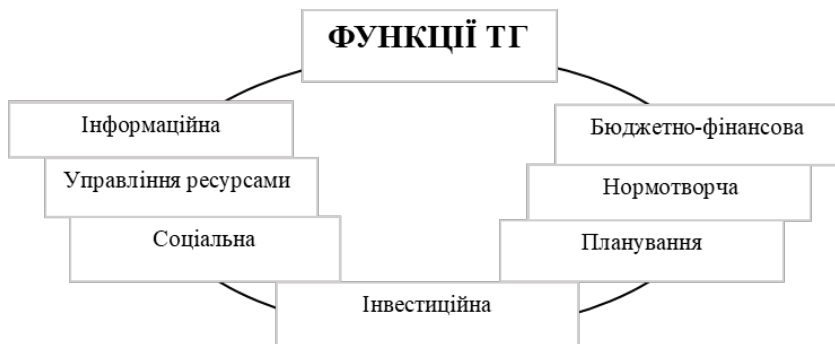 ФУНКЦІЇ ТГ
Інформаційна
Бюджетно-фінансова
Управління ресурсами
Нормотворча
Соціальна
Планування
Інвестиційна